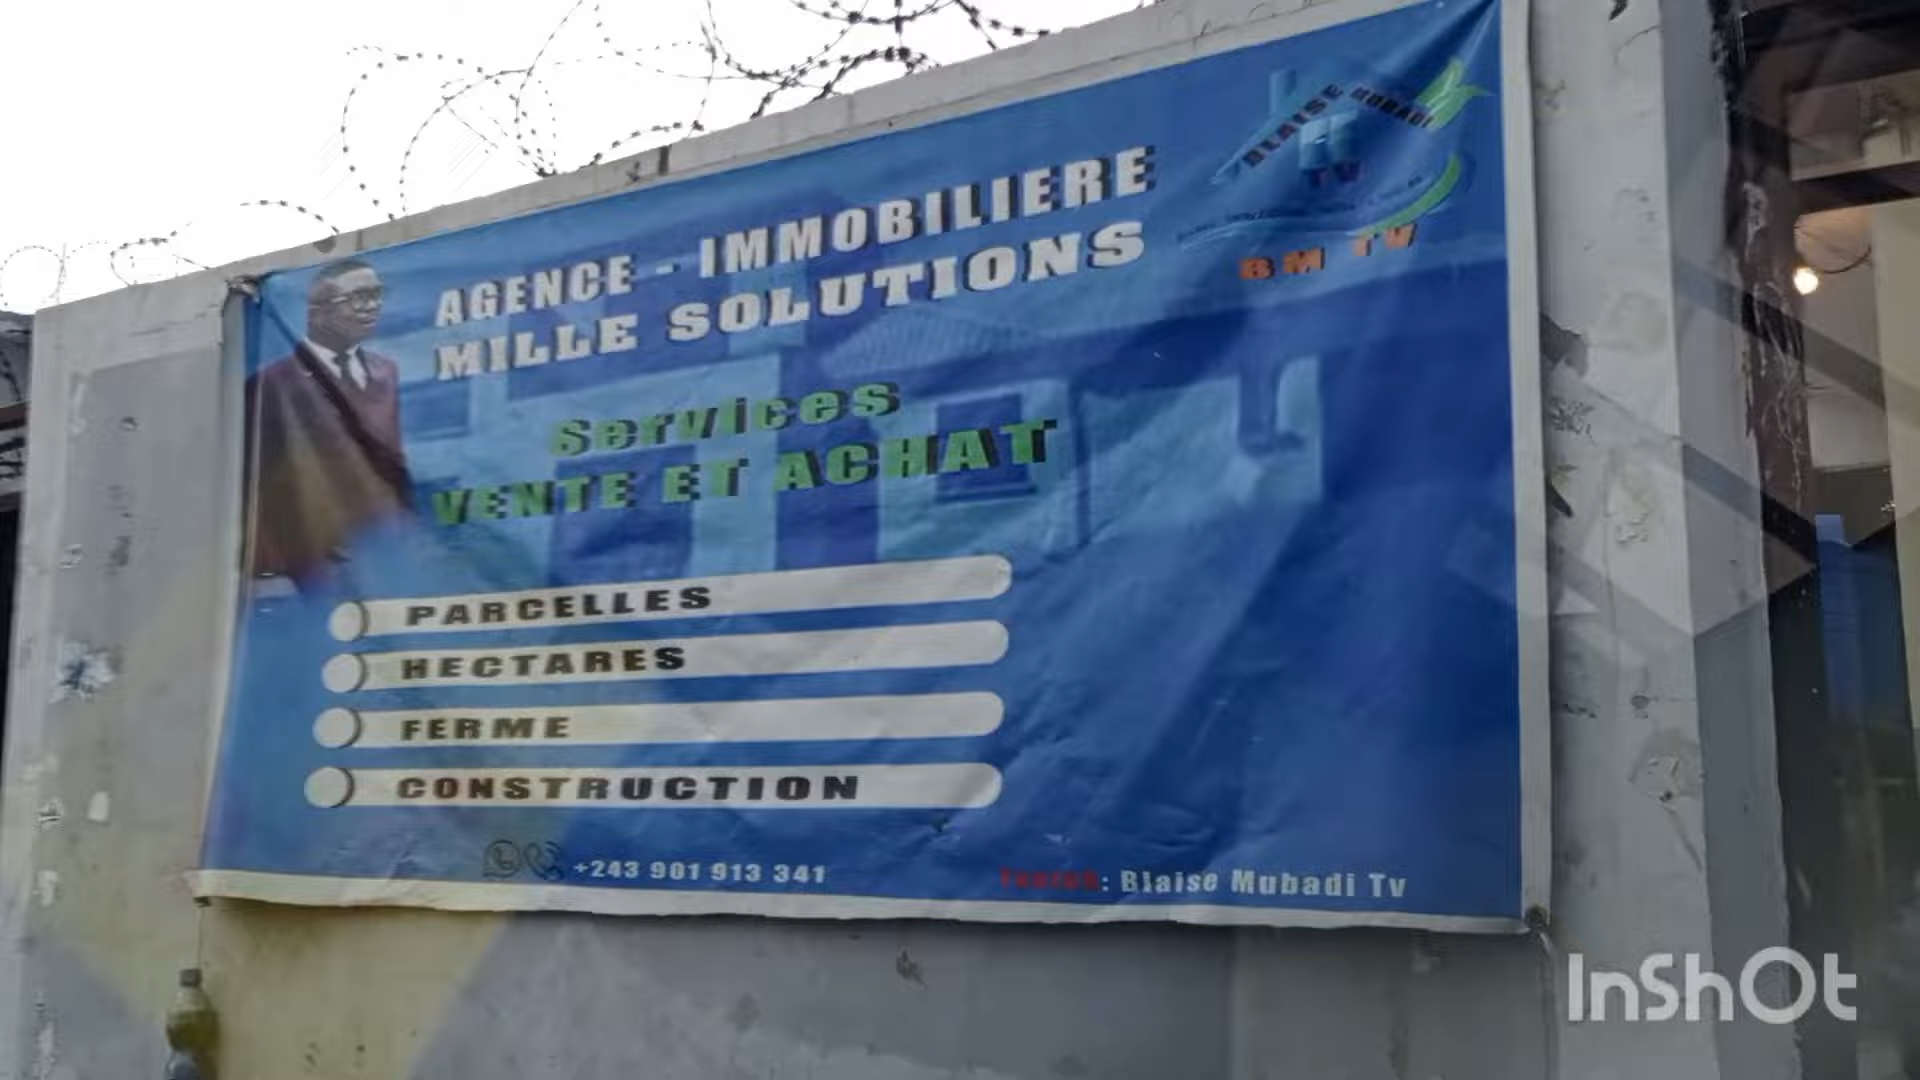 BLAISE MUBADI
TV
BM TV
AGENCE - IMMOBILIERE
MILLE SOLUTIONS
Services
VENTE ET ACHAT
PARCELLES
HECTARES
FERME
CONSTRUCTION
+243 901 913 341
: Blaise Mubadi Tv
InShOt